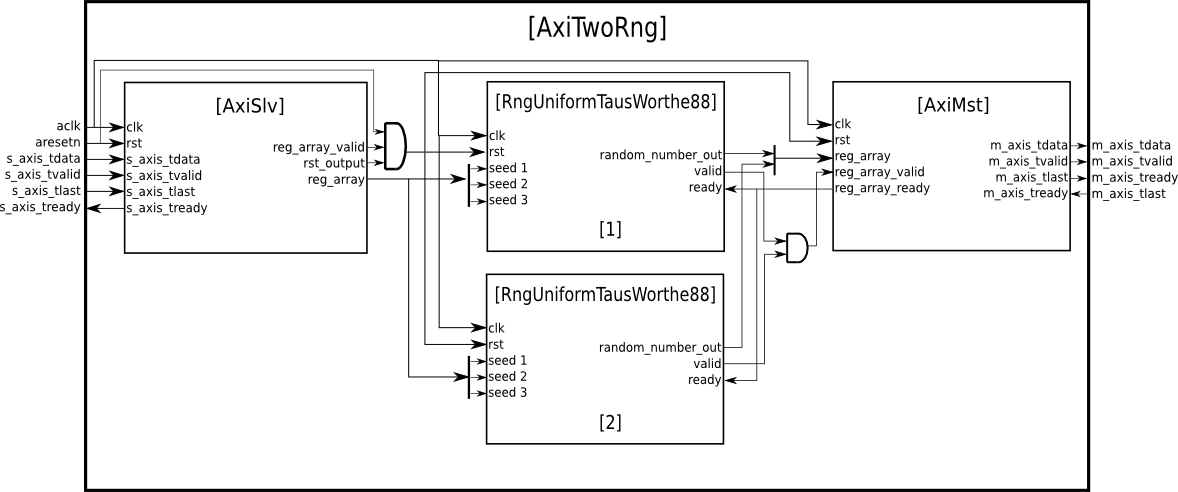 [AxiTwoRng]
aclk
aresetn
s_axis_tdata
s_axis_tvalid
s_axis_tlast
s_axis_tready
[AxiSlv]
clk
rst
s_axis_tdata
s_axis_tvalid
s_axis_tlast
s_axis_tready
reg_array_valid
rst_output
reg_array
[RngUniformTausWorthe88]
clk
rst
seed 1
seed 2
seed 3
random_number_out
valid
ready
[1]
[RngUniformTausWorthe88]
clk
rst
seed 1
seed 2
seed 3
random_number_out
valid
ready
[2]
[AxiMst]
clk
rst
reg_array
reg_array_valid
reg_array_ready
m_axis_tdata
m_axis_tvalid
m_axis_tlast
m_axis_tready
m_axis_tdata
m_axis_tvalid
m_axis_tready
m_axis_tlast